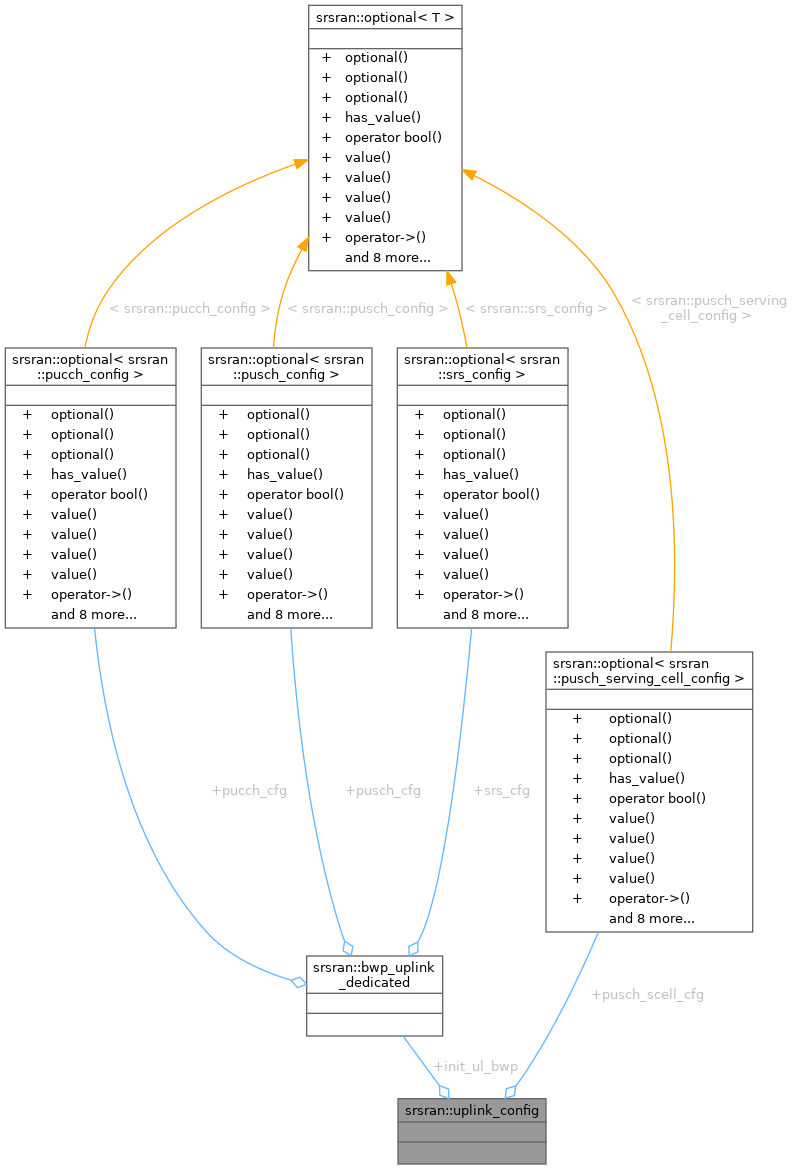 srsran::optional< T >
+ optional()
+ optional()
+ optional()
+ has_value()
+ operator bool()
+ value()
+ value()
+ value()
+ value()
+ operator->()
and 8 more...
< srsran::pucch_config >
< srsran::pusch_config >
< srsran::srs_config >
< srsran::pusch_serving
_cell_config >
srsran::optional< srsran
::pucch_config >
+ optional()
+ optional()
+ optional()
+ has_value()
+ operator bool()
+ value()
+ value()
+ value()
+ value()
+ operator->()
and 8 more...
srsran::optional< srsran
::pusch_config >
+ optional()
+ optional()
+ optional()
+ has_value()
+ operator bool()
+ value()
+ value()
+ value()
+ value()
+ operator->()
and 8 more...
srsran::optional< srsran
::srs_config >
+ optional()
+ optional()
+ optional()
+ has_value()
+ operator bool()
+ value()
+ value()
+ value()
+ value()
+ operator->()
and 8 more...
srsran::optional< srsran
::pusch_serving_cell_config >
+ optional()
+ optional()
+ optional()
+ has_value()
+ operator bool()
+ value()
+ value()
+ value()
+ value()
+ operator->()
and 8 more...
+pucch_cfg
+pusch_cfg
+srs_cfg
srsran::bwp_uplink
_dedicated
+pusch_scell_cfg
+init_ul_bwp
srsran::uplink_config